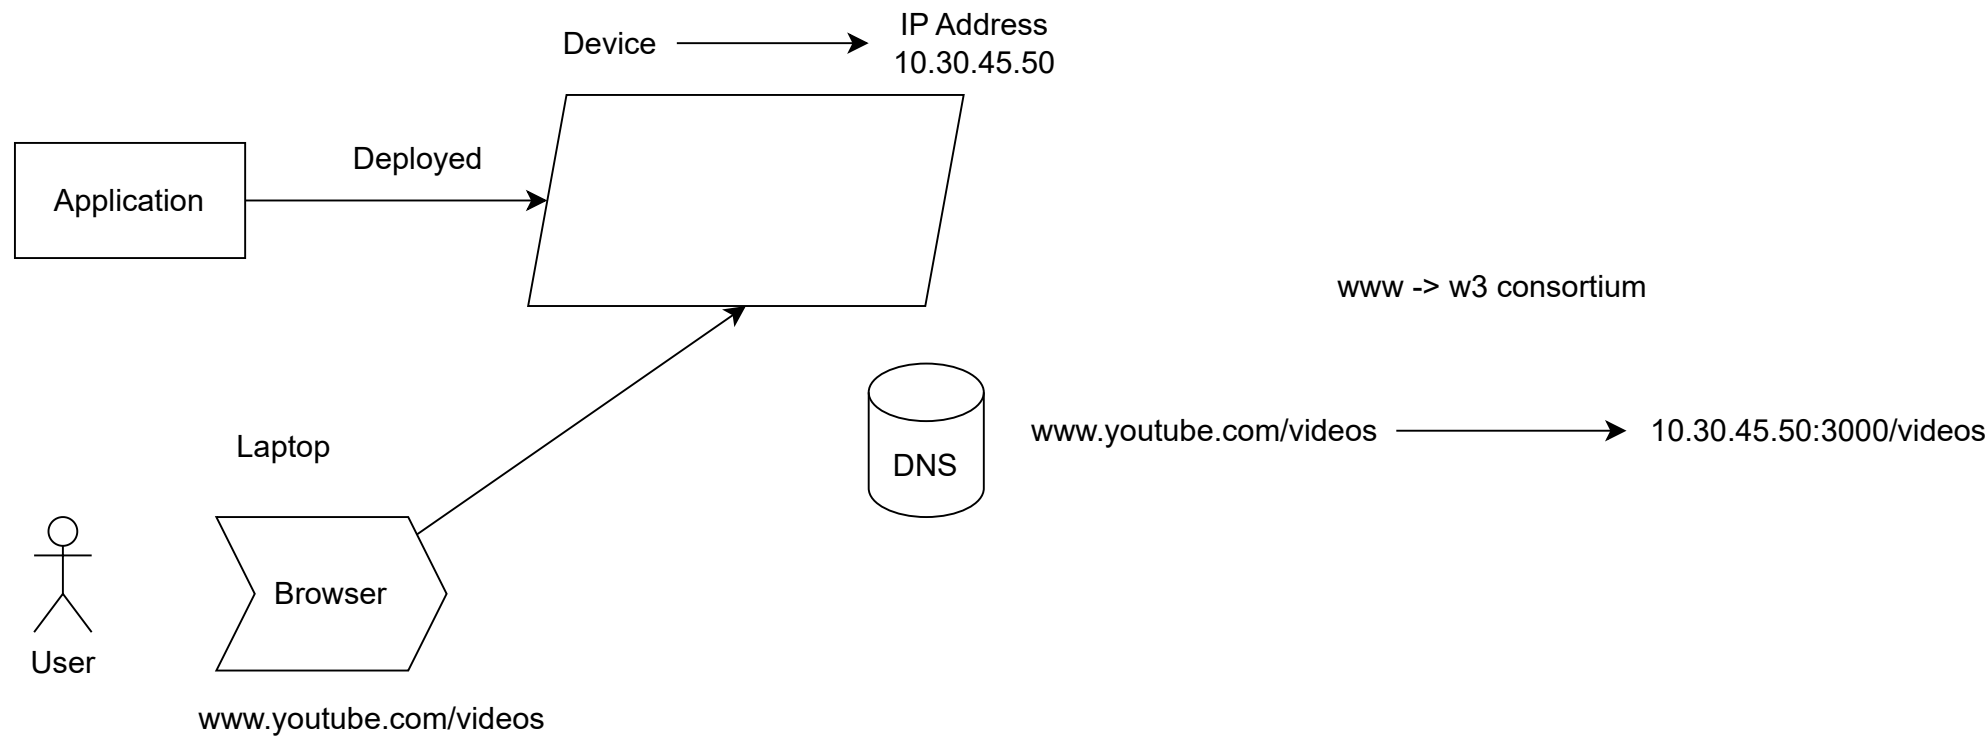 Device
IP Address
10.30.45.50
Deployed
Application
www -> w3 consortium
www.youtube.com/videos
10.30.45.50:3000/videos
Laptop
DNS
Browser
User
www.youtube.com/videos